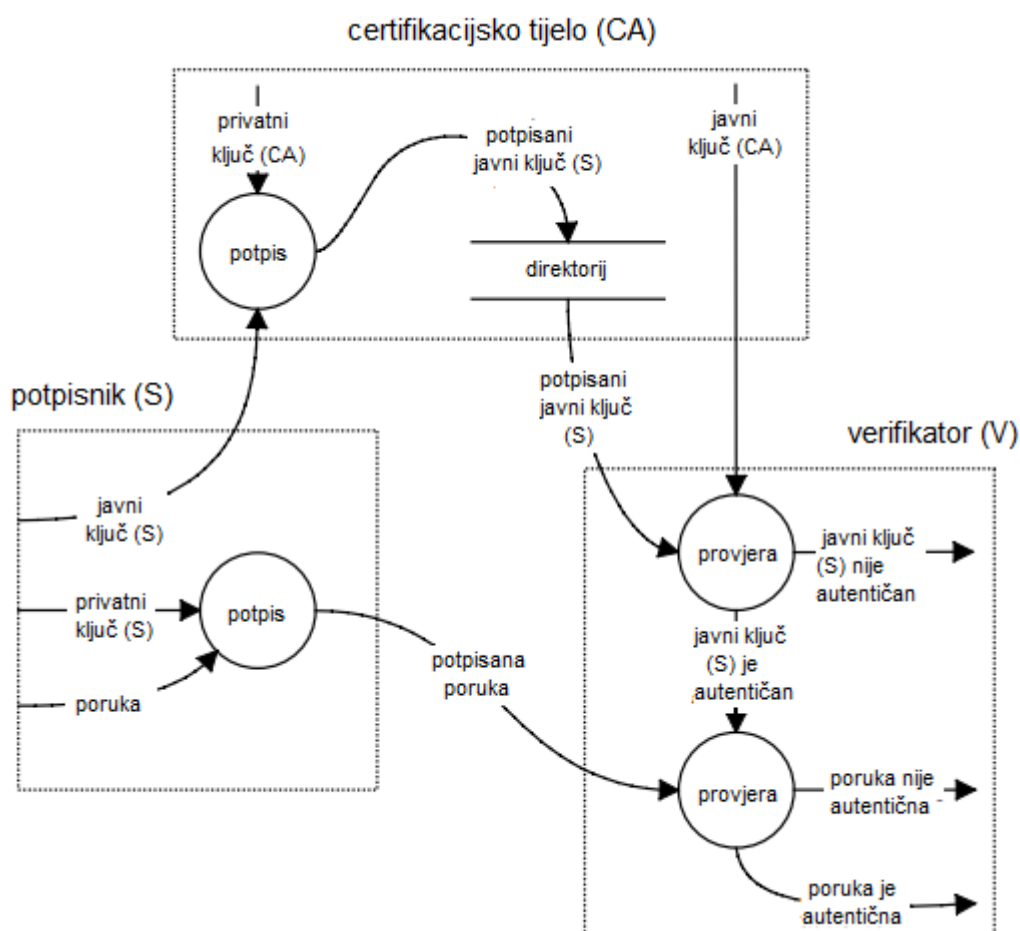 certifikacijsko tijelo (CA)
privatni
ključ (CA)
potpisani
javni ključ (S)
javni
ključ (CA)
potpis
direktorij
potpisani
javni ključ
(S)
potpisnik (S)
verifikator (V)
javni
ključ (S)
privatni
ključ (S)
poruka
potpis
potpisana
poruka
provjera
javni ključ
(S) nije
autentičan
javni ključ
(S) je
autentičan
provjera
poruka nije
autentična
poruka je
autentična